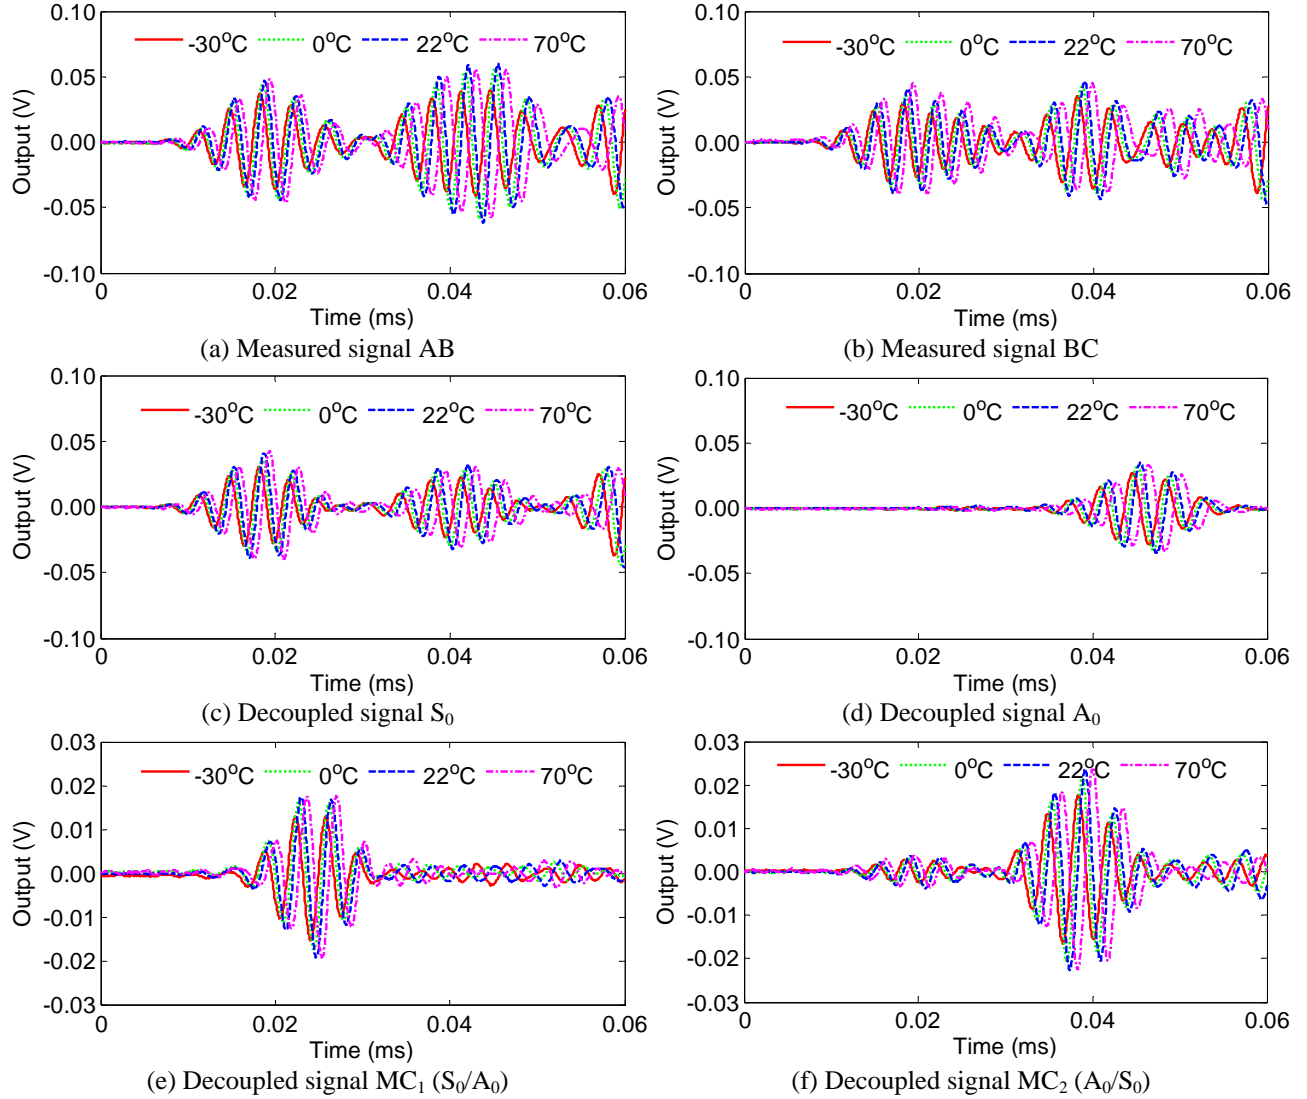 0.10
-30°C 0°C 22°C 70°C
0.05
0.00
-0.05
-0.10
Output (V)
0 0.02 0.04 0.06
Time (ms)
(a) Measured signal AB
0.10
-30°C 0°C 22°C 70°C
0.05
0.00
-0.05
-0.10
Output (V)
0 0.02 0.04 0.06
Time (ms)
(b) Measured signal BC
0.10
-30°C 0°C 22°C 70°C
0.05
0.00
-0.05
-0.10
Output (V)
0 0.02 0.04 0.06
Time (ms)
(c) Decoupled signal S₀
0.10
-30°C 0°C 22°C 70°C
0.05
0.00
-0.05
-0.10
Output (V)
0 0.02 0.04 0.06
Time (ms)
(d) Decoupled signal A₀
0.03
-30°C 0°C 22°C 70°C
0.02
0.01
0.00
-0.01
-0.02
-0.03
Output (V)
0 0.02 0.04 0.06
Time (ms)
(e) Decoupled signal MC₁ (S₀/A₀)
0.03
-30°C 0°C 22°C 70°C
0.02
0.01
0.00
-0.01
-0.02
-0.03
Output (V)
0 0.02 0.04 0.06
Time (ms)
(f) Decoupled signal MC₂ (A₀/S₀)